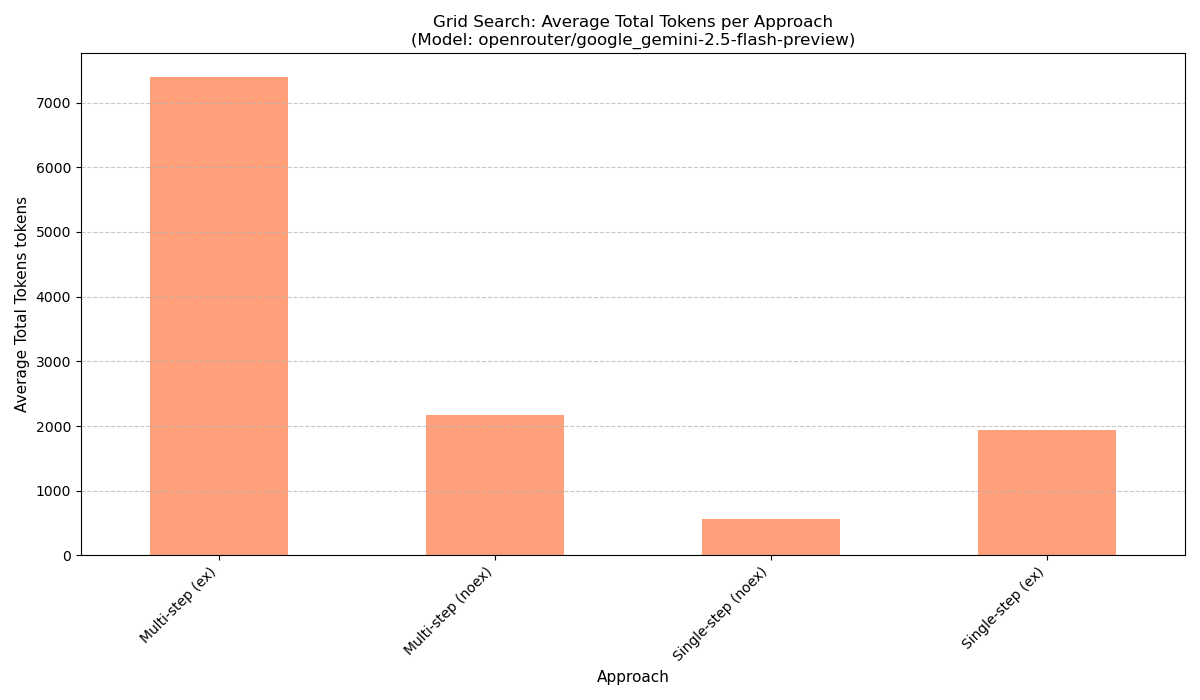 Grid Search: Average Total Tokens per Approach
(Model: openrouter/google_gemini-2.5-flash-preview)
Average Total Tokens tokens
7000
6000
5000
4000
3000
2000
1000
0
Multi-step (ex)
Multi-step (noex)
Single-step (noex)
Single-step (ex)
Approach